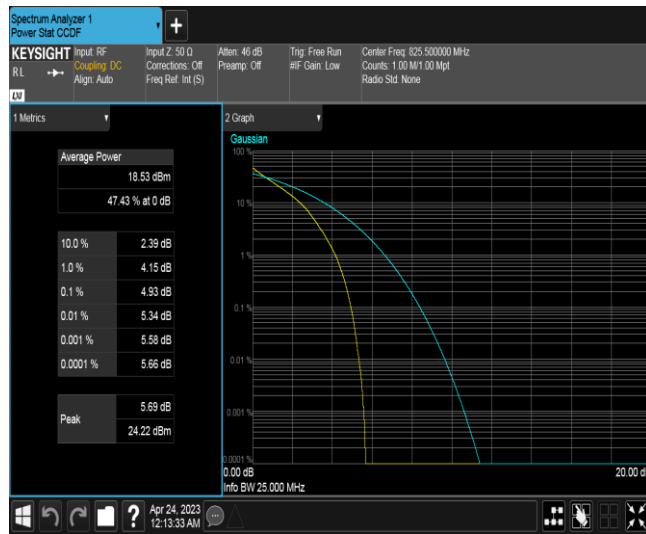 Spectrum Analyzer 1
Power Stat CCDF
+
KEYSIGHT
RL
LXI
Input: RF
Coupling: DC
Align: Auto
Input Z: 50 Ω
Corrections: Off
Freq Ref: Int (S)
Atten: 46 dB
Preamp: Off
Trig: Free Run
#IF Gain: Low
Center Freq: 825.500000 MHz
Counts: 1.00 M/1.00 Mpt
Radio Std: None
1 Metrics
Average Power
18.53 dBm
47.43 % at 0 dB
10.0 % 2.39 dB
1.0 % 4.15 dB
0.1 % 4.93 dB
0.01 % 5.34 dB
0.001 % 5.58 dB
0.0001 % 5.66 dB
Peak
5.69 dB
24.22 dBm
2 Graph
Gaussian
100 %
10 %
1 %
0.1 %
0.01 %
0.001 %
0.0001 %
0.00 dB
20.00 d
Info BW 25.000 MHz
?
Apr 24, 2023
12:13:33 AM